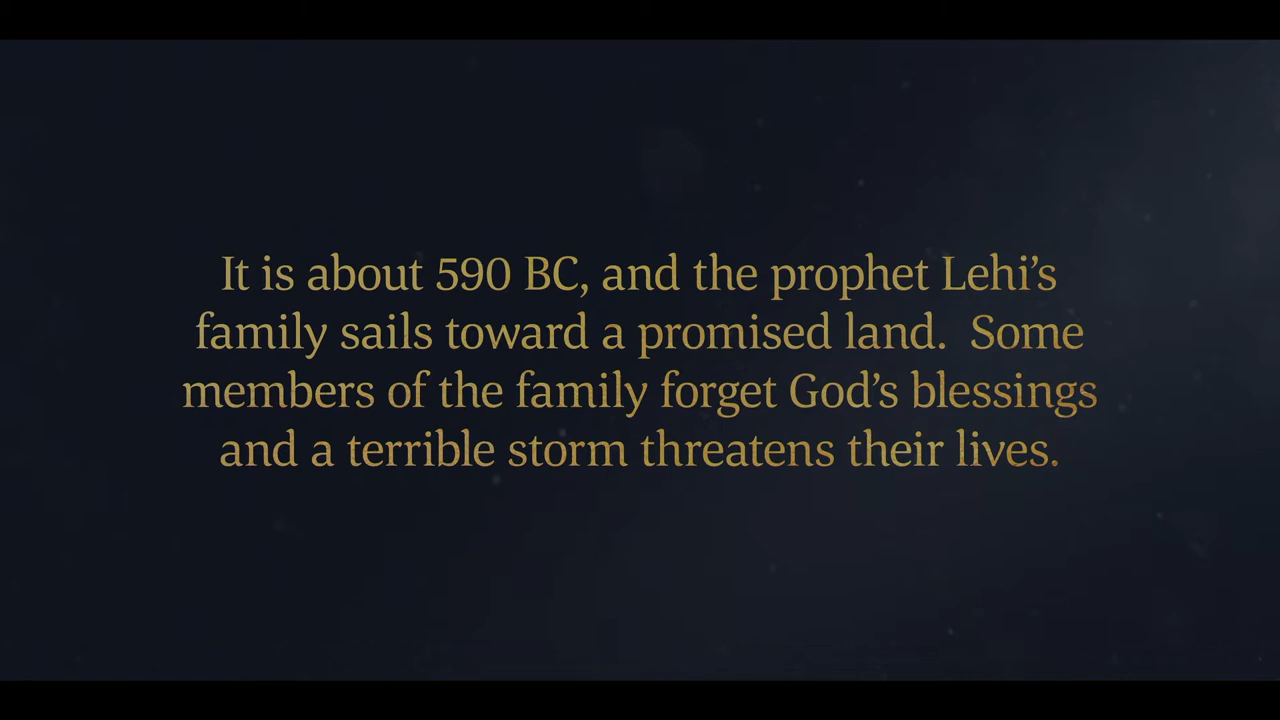 It is about 590 BC, and the prophet Lehi’s
family sails toward a promised land.  Some
members of the family forget God’s blessings
and a terrible storm threatens their lives.